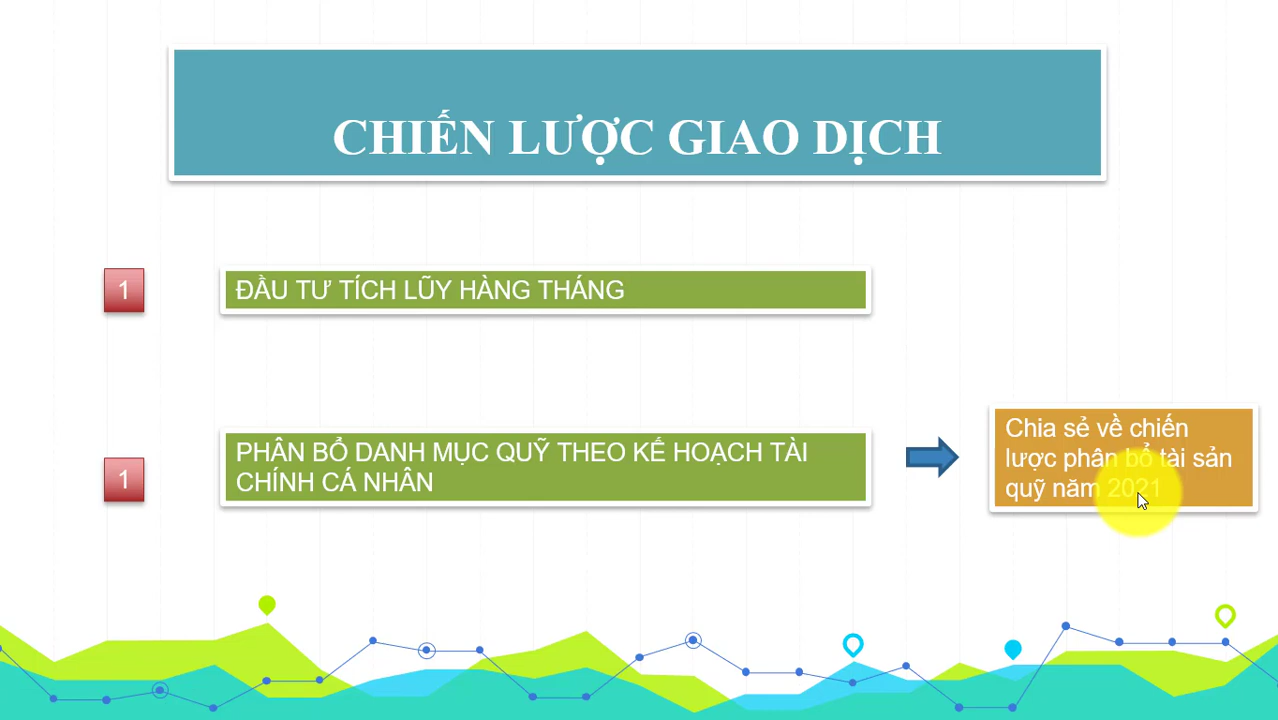 CHIẾN LƯỢC GIAO DỊCH
1
ĐẦU TƯ TÍCH LŨY HÀNG THÁNG
1
PHÂN BỔ DANH MỤC QUỸ THEO KẾ HOẠCH TÀI
CHÍNH CÁ NHÂN
Chia sẻ về chiến
lược phân bổ tài sản
quỹ năm 2021